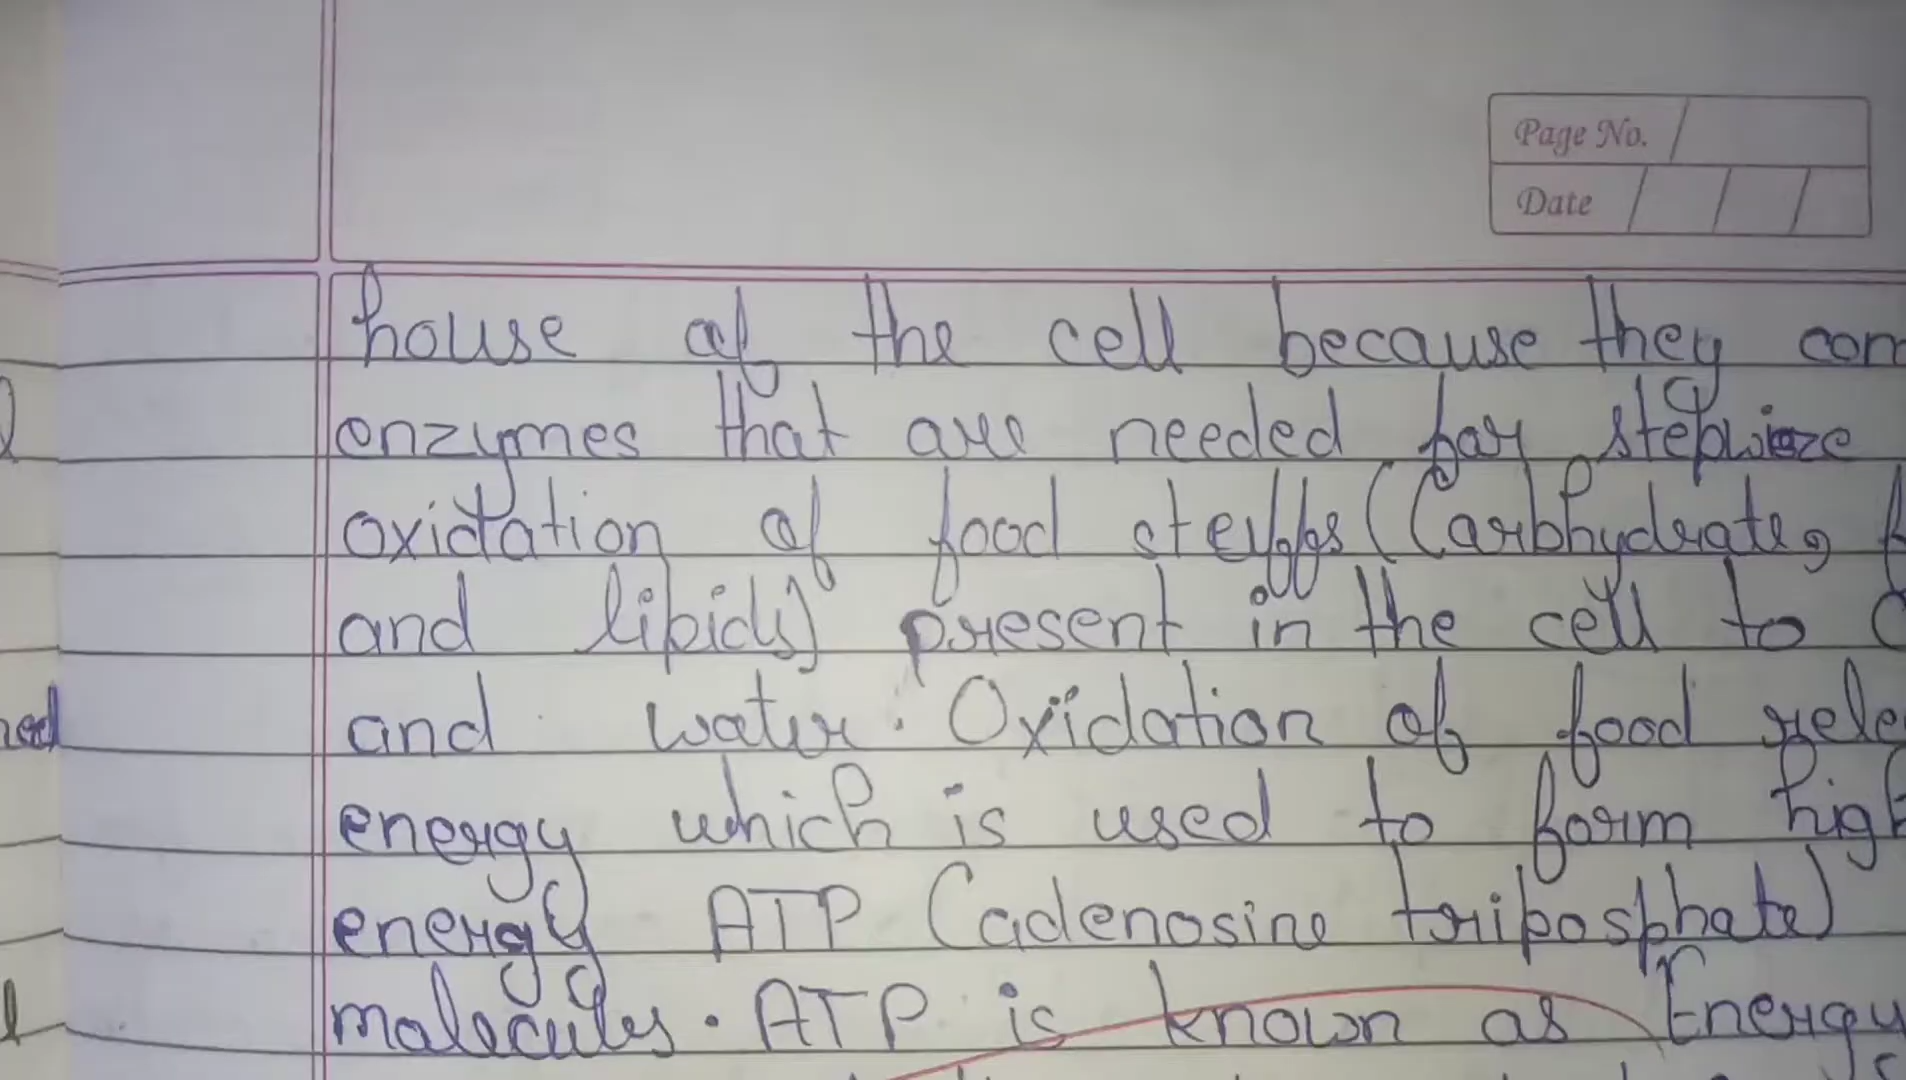 Page No.
Date
house of the cell because they con
enzymes that are needed for stepwise
oxidation of food steuffs (Carbhydrate,
and lipids) present in the cell to
and water. Oxidation of food rele
energy which is used to form high
energy ATP (adenosine triposphate)
molecules. ATP is known as Energy